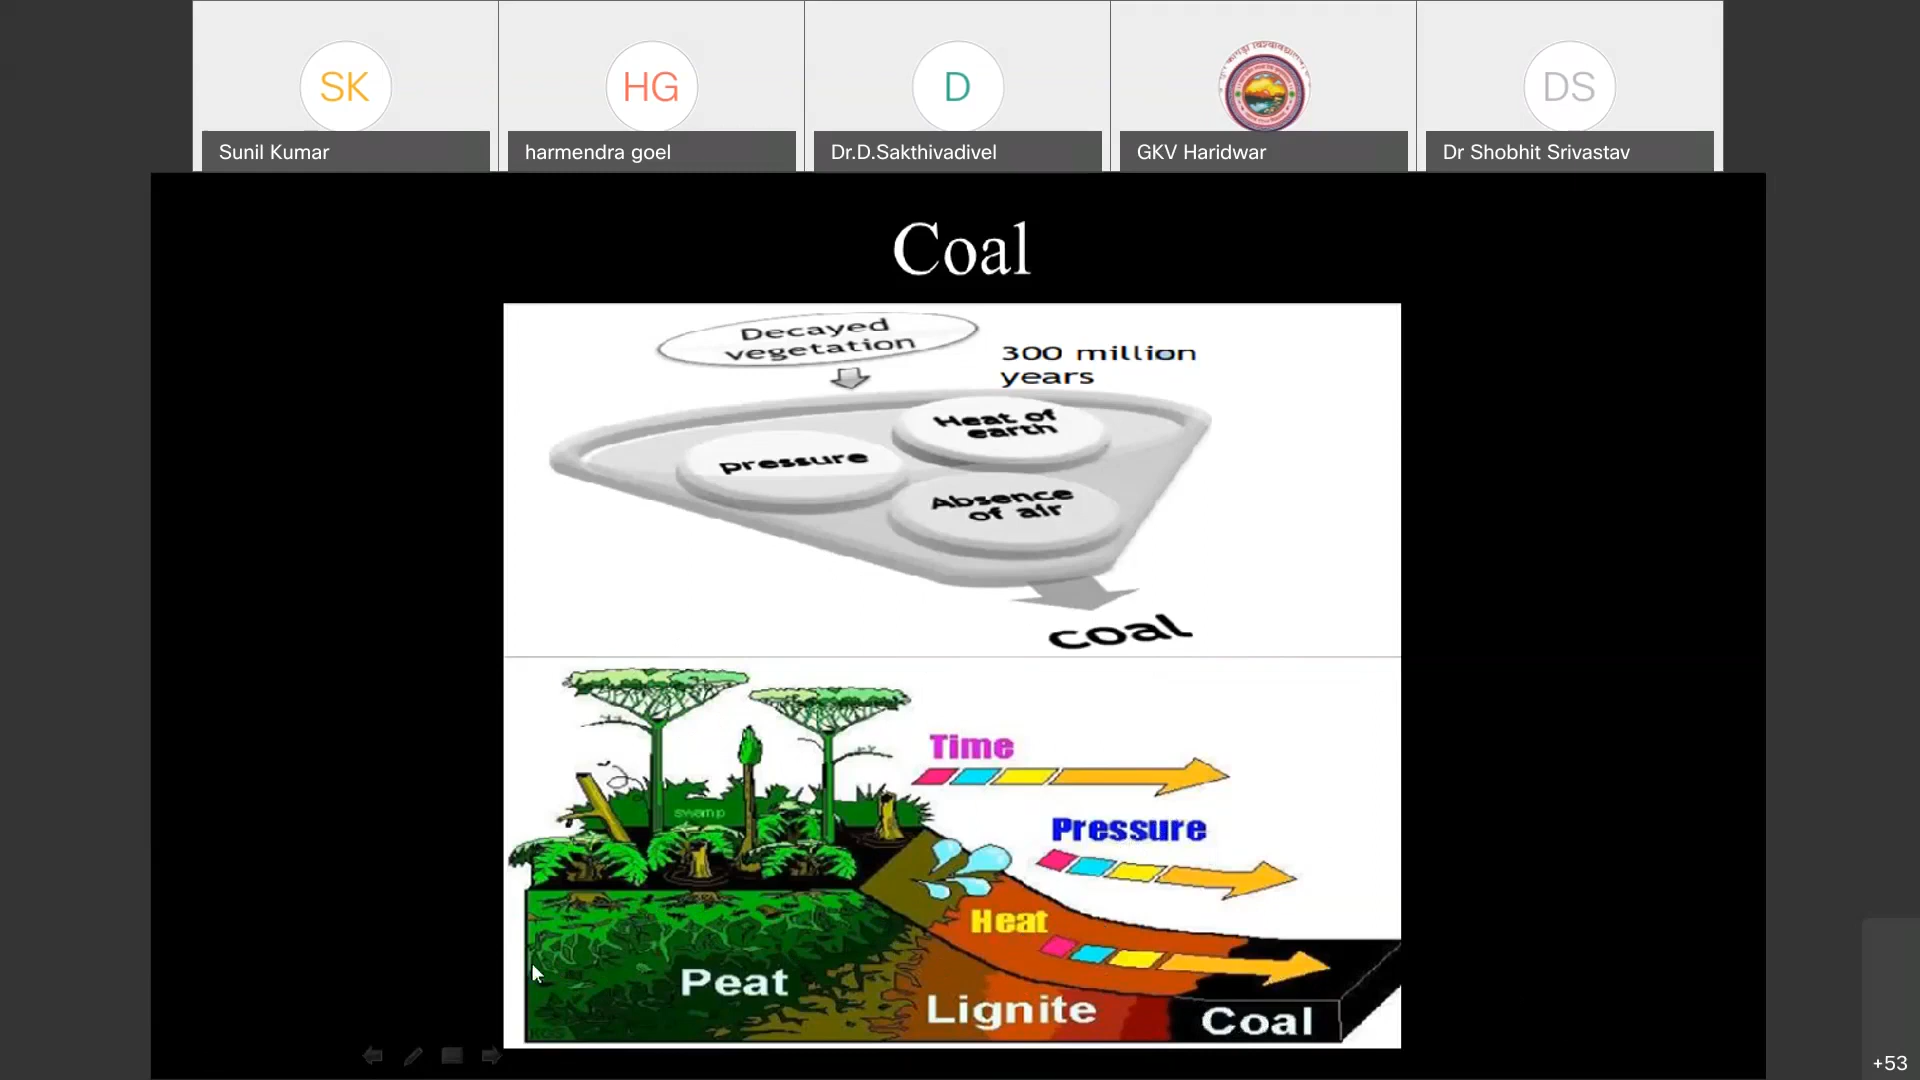 SK
HG
D
DS
Sunil Kumar
harmendra goel
Dr.D.Sakthivadivel
GKV Haridwar
Dr Shobhit Srivastav
Coal
Decayed
vegetation
300 million
years
Heat of
earth
pressure
Absence
of air
coal
Time
swamp
Pressure
Heat
Peat
Lignite
Coal
+53